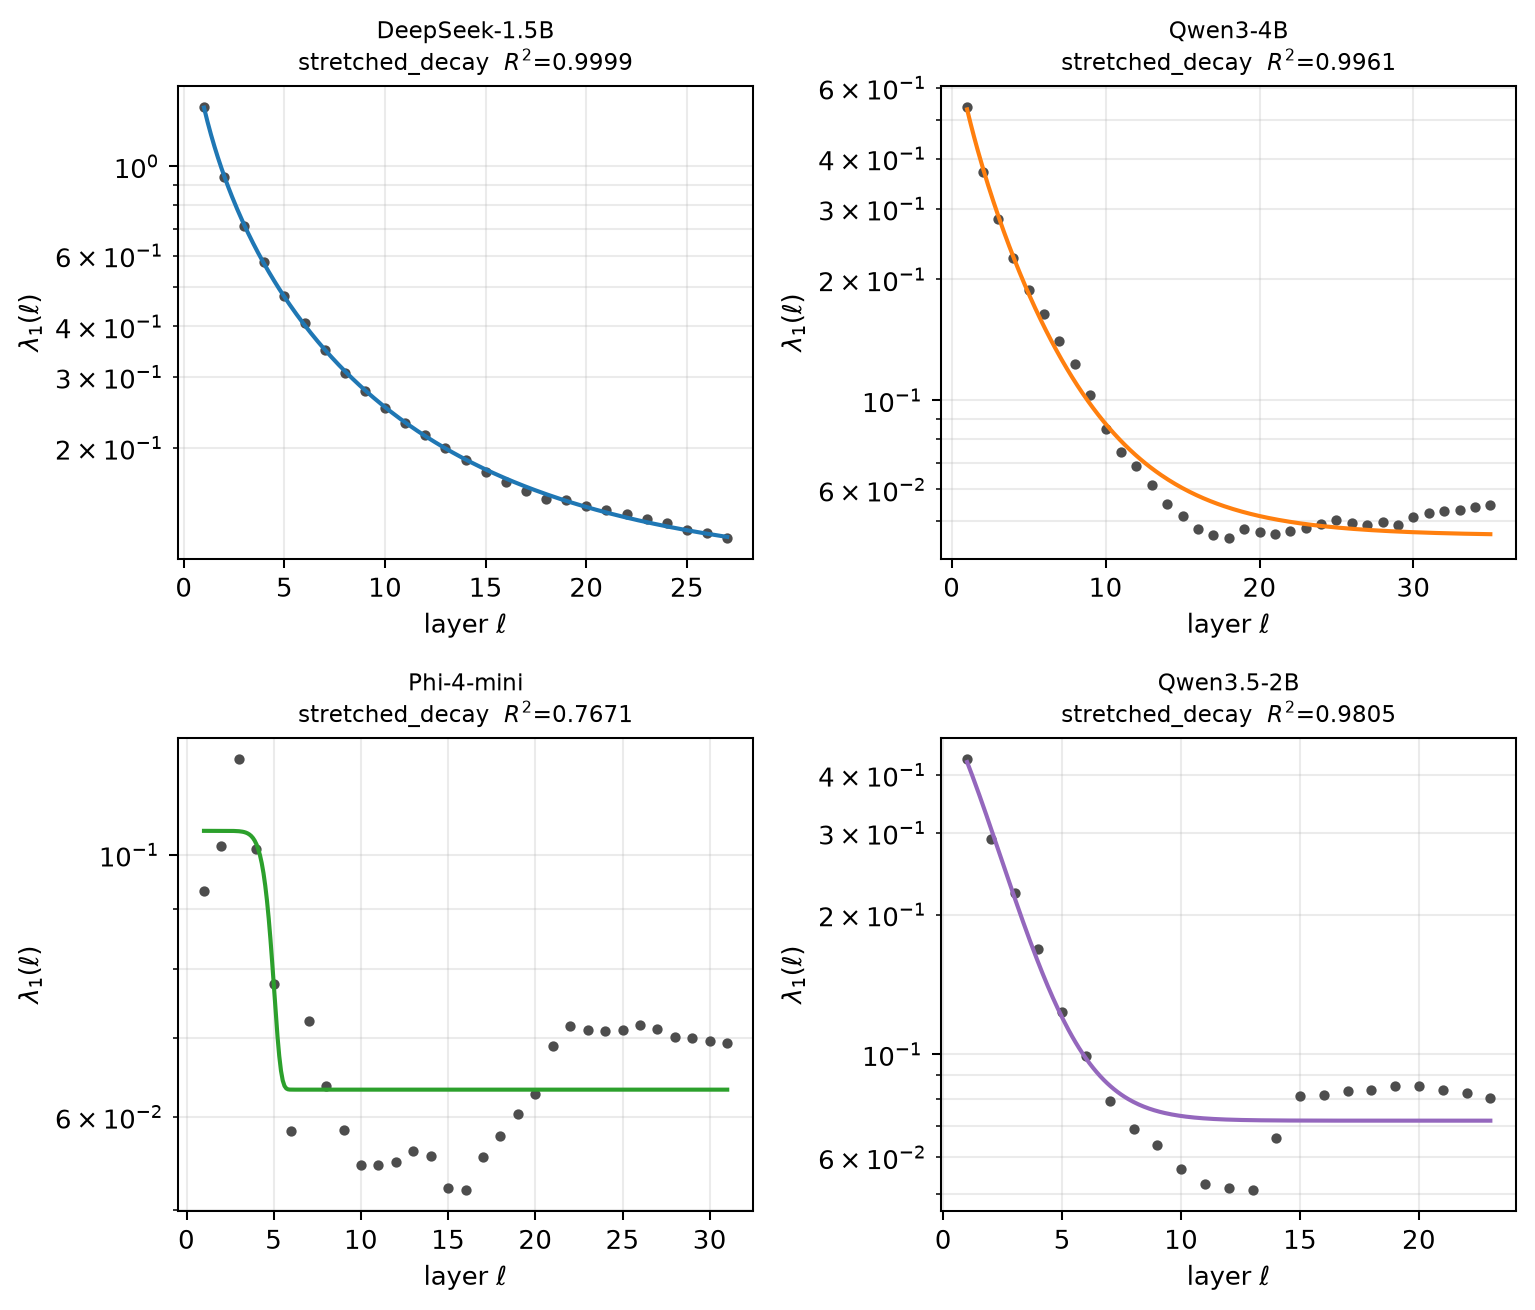 DeepSeek-1.5B
stretched_decay R²=0.9999
λ₁(ℓ)
10⁰
6 × 10⁻¹
4 × 10⁻¹
3 × 10⁻¹
2 × 10⁻¹
0 5 10 15 20 25
layer ℓ
Qwen3-4B
stretched_decay R²=0.9961
λ₁(ℓ)
6 × 10⁻¹
4 × 10⁻¹
3 × 10⁻¹
2 × 10⁻¹
10⁻¹
6 × 10⁻²
0 10 20 30
layer ℓ
Phi-4-mini
stretched_decay R²=0.7671
λ₁(ℓ)
10⁻¹
6 × 10⁻²
0 5 10 15 20 25 30
layer ℓ
Qwen3.5-2B
stretched_decay R²=0.9805
λ₁(ℓ)
4 × 10⁻¹
3 × 10⁻¹
2 × 10⁻¹
10⁻¹
6 × 10⁻²
0 5 10 15 20
layer ℓ